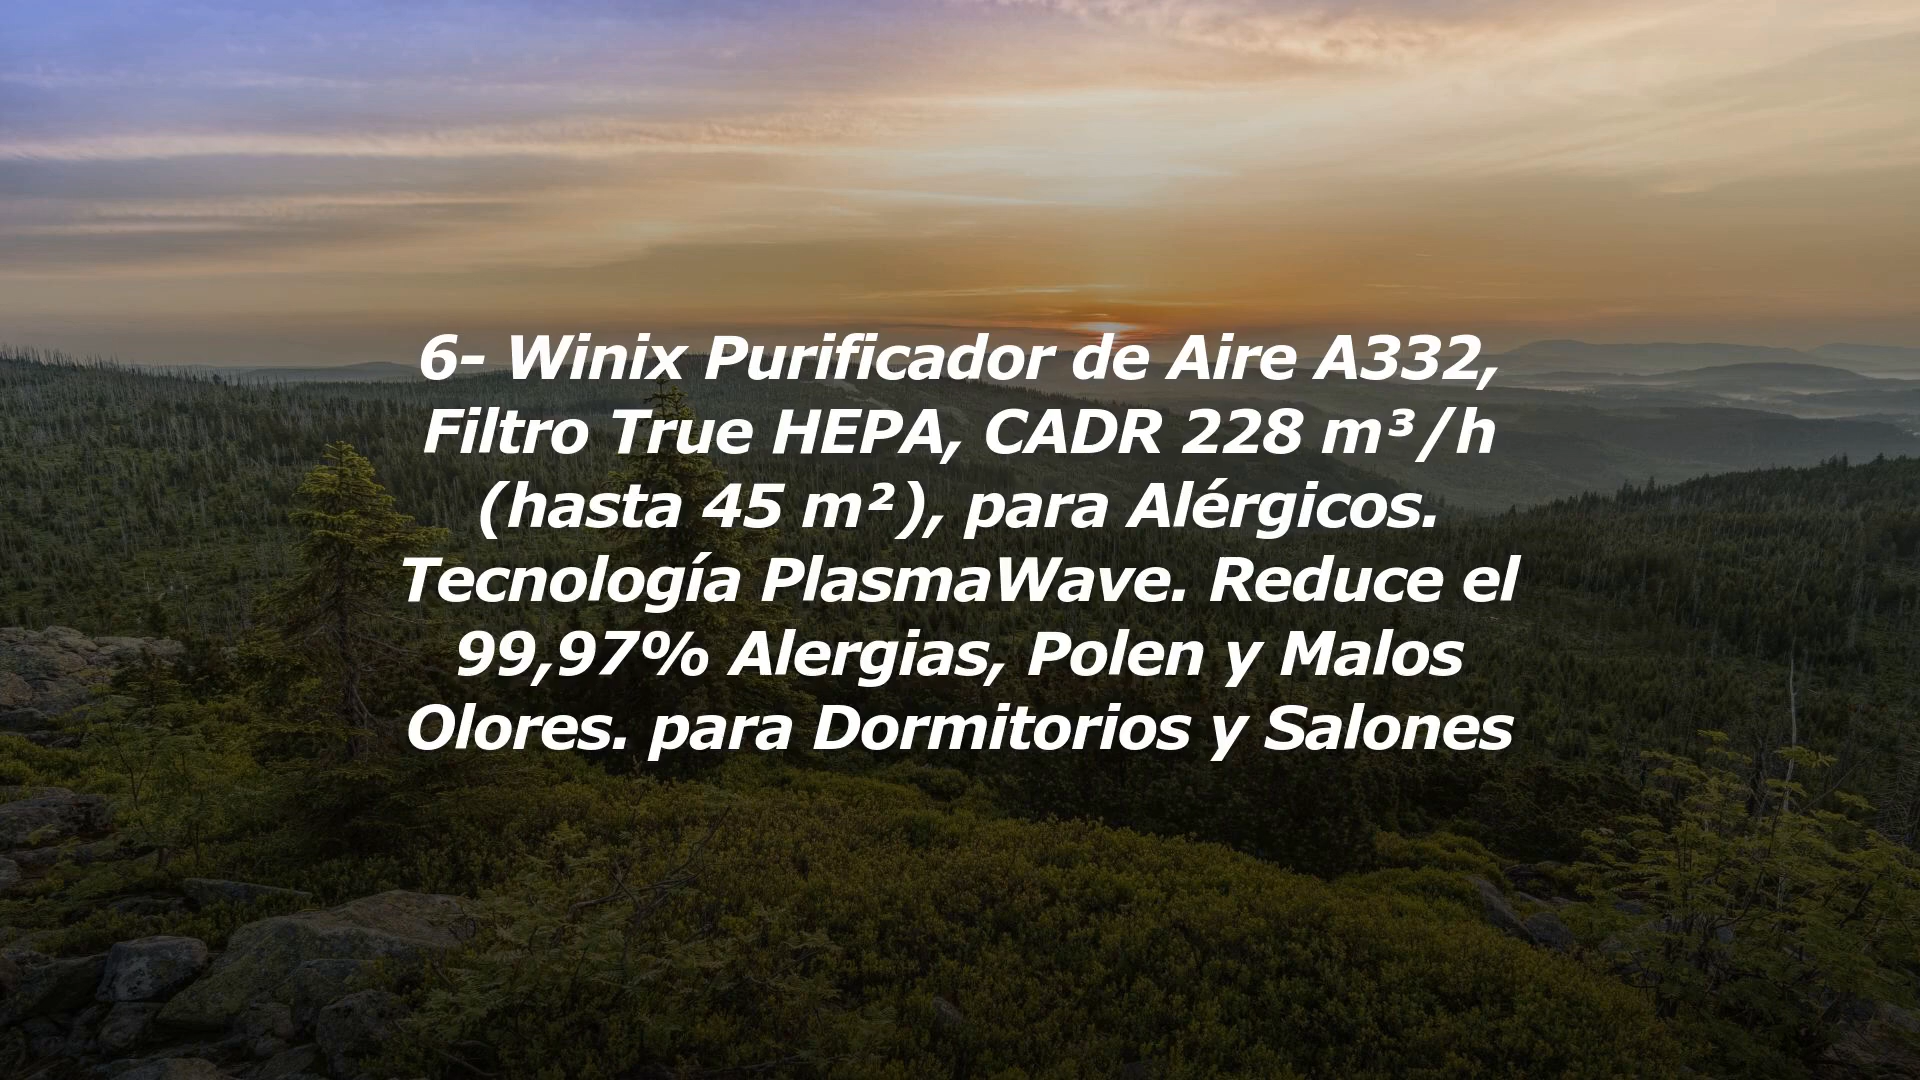 6- Winix Purificador de Aire A332,
Filtro True HEPA, CADR 228 m³/h
(hasta 45 m²), para Alérgicos.
Tecnología PlasmaWave. Reduce el
99,97% Alergias, Polen y Malos
Olores. para Dormitorios y Salones